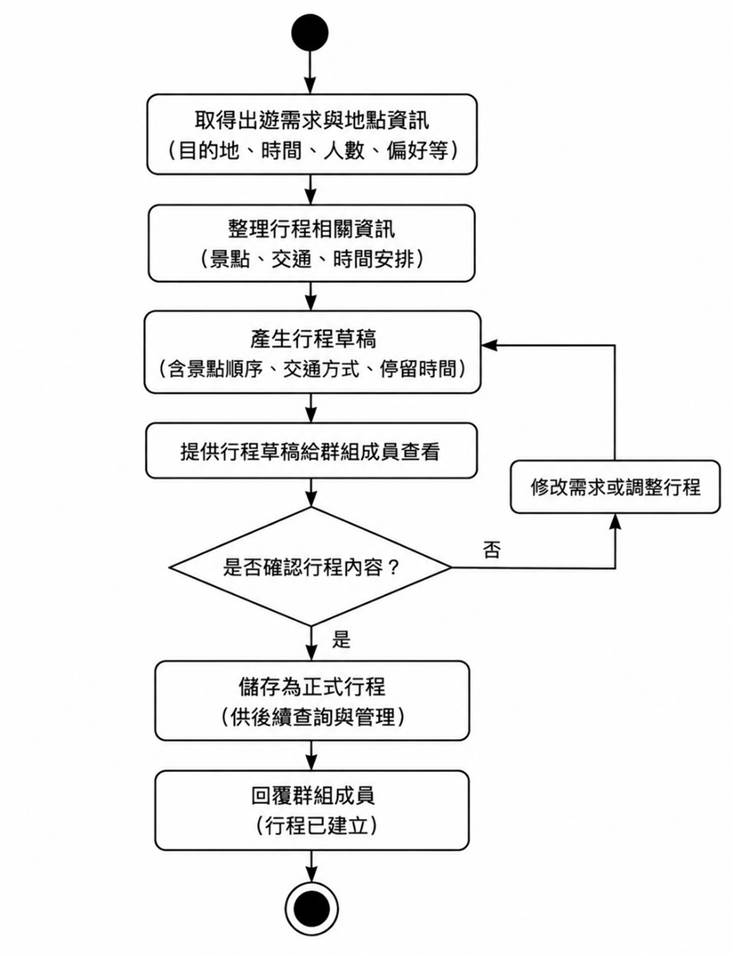 取得出遊需求與地點資訊
（目的地、時間、人數、偏好等）
整理行程相關資訊
（景點、交通、時間安排）
產生行程草稿
（含景點順序、交通方式、停留時間）
提供行程草稿給群組成員查看
修改需求或調整行程
是否確認行程內容？
否
是
儲存為正式行程
（供後續查詢與管理）
回覆群組成員
（行程已建立）